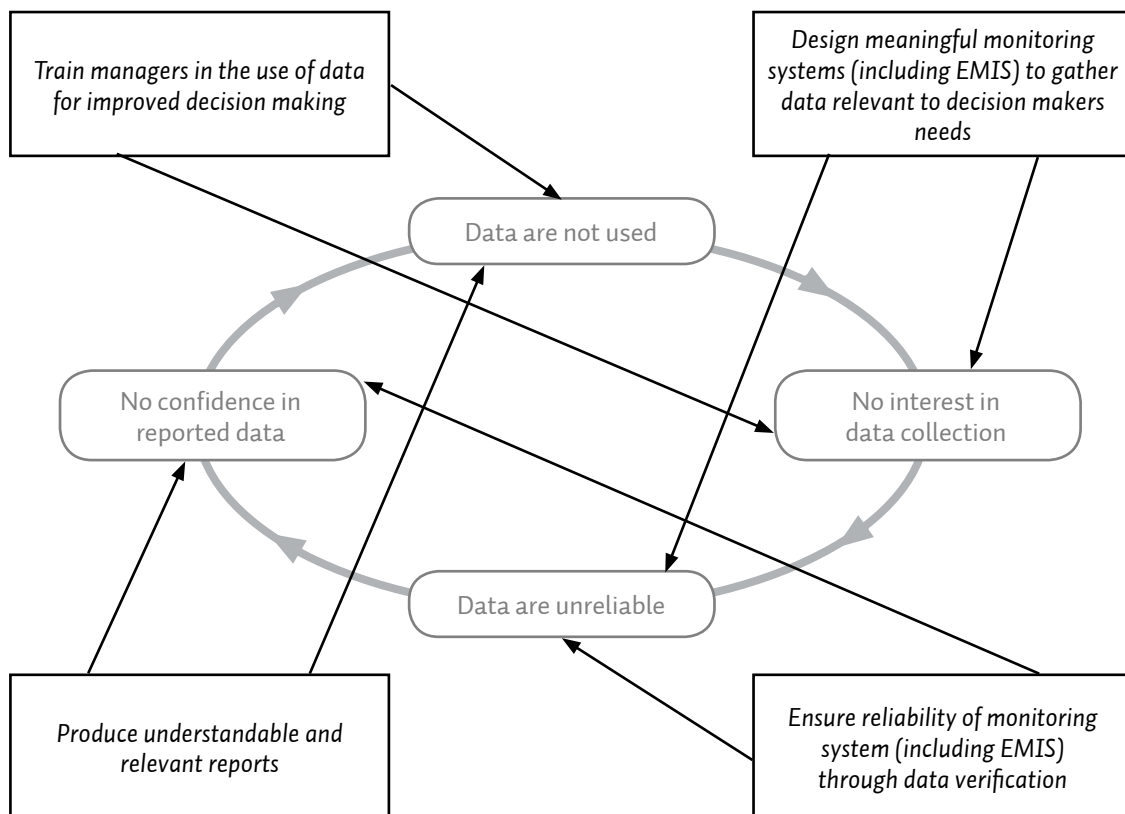 Train managers in the use of data
for improved decision making
Design meaningful monitoring
systems (including EMIS) to gather
data relevant to decision makers
needs
Data are not used
No confidence in
reported data
No interest in
data collection
Data are unreliable
Produce understandable and
relevant reports
Ensure reliability of monitoring
system (including EMIS)
through data verification